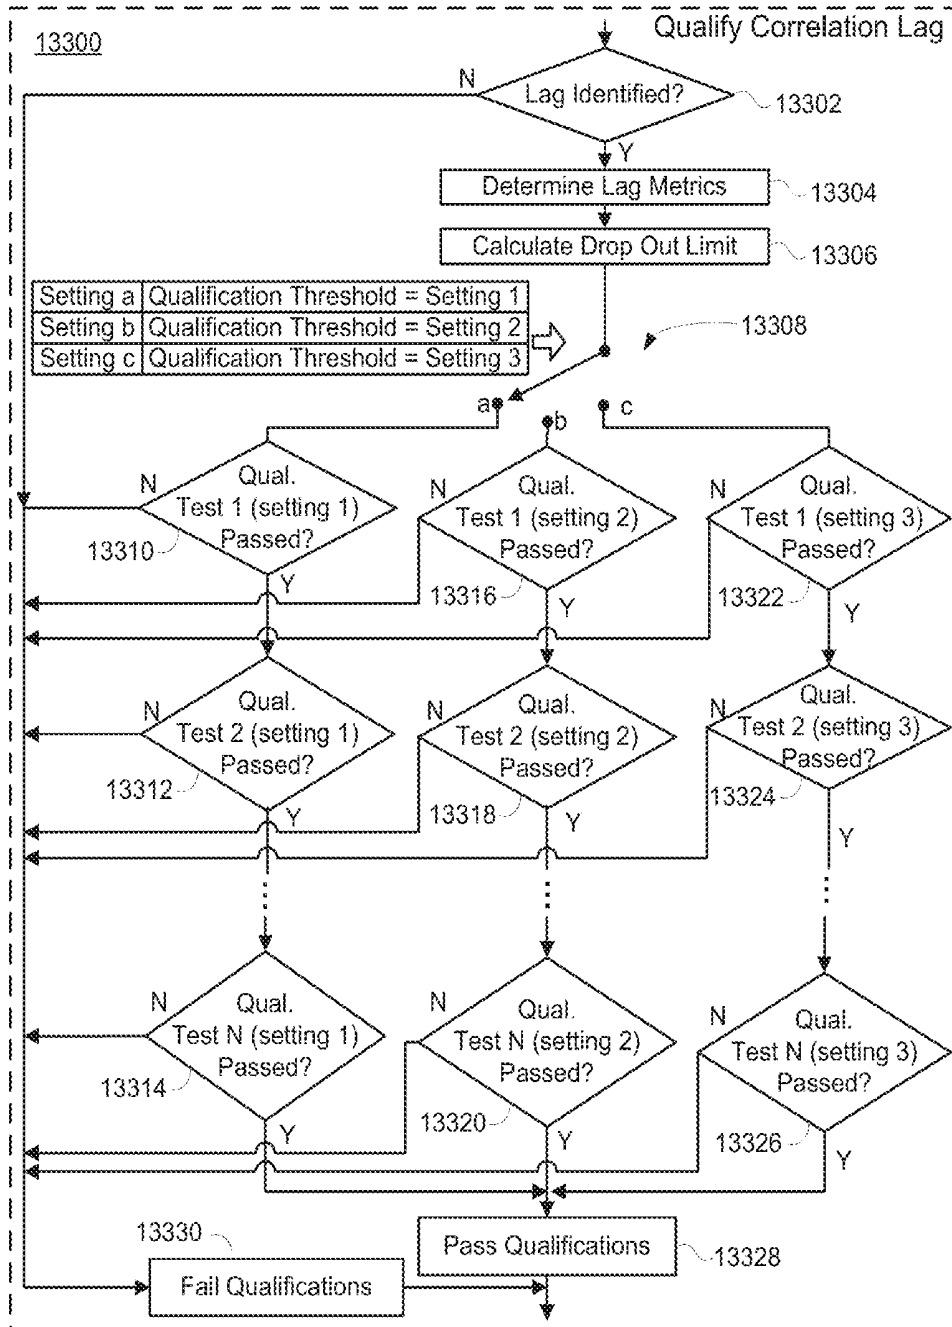 13300
Qualify Correlation Lag
N
Lag Identified?
13302
Y
Determine Lag Metrics
13304
Calculate Drop Out Limit
13306
Setting a Qualification Threshold = Setting 1
Setting b Qualification Threshold = Setting 2
Setting c Qualification Threshold = Setting 3
13308
a
b
c
N
Qual.
Test 1 (setting 1)
Passed?
13310
Y
N
Qual.
Test 1 (setting 2)
Passed?
13316
Y
N
Qual.
Test 1 (setting 3)
Passed?
13322
Y
N
Qual.
Test 2 (setting 1)
Passed?
13312
Y
N
Qual.
Test 2 (setting 2)
Passed?
13318
Y
N
Qual.
Test 2 (setting 3)
Passed?
13324
Y
N
Qual.
Test N (setting 1)
Passed?
13314
Y
N
Qual.
Test N (setting 2)
Passed?
13320
Y
N
Qual.
Test N (setting 3)
Passed?
13326
Y
13330
Pass Qualifications
13328
Fail Qualifications